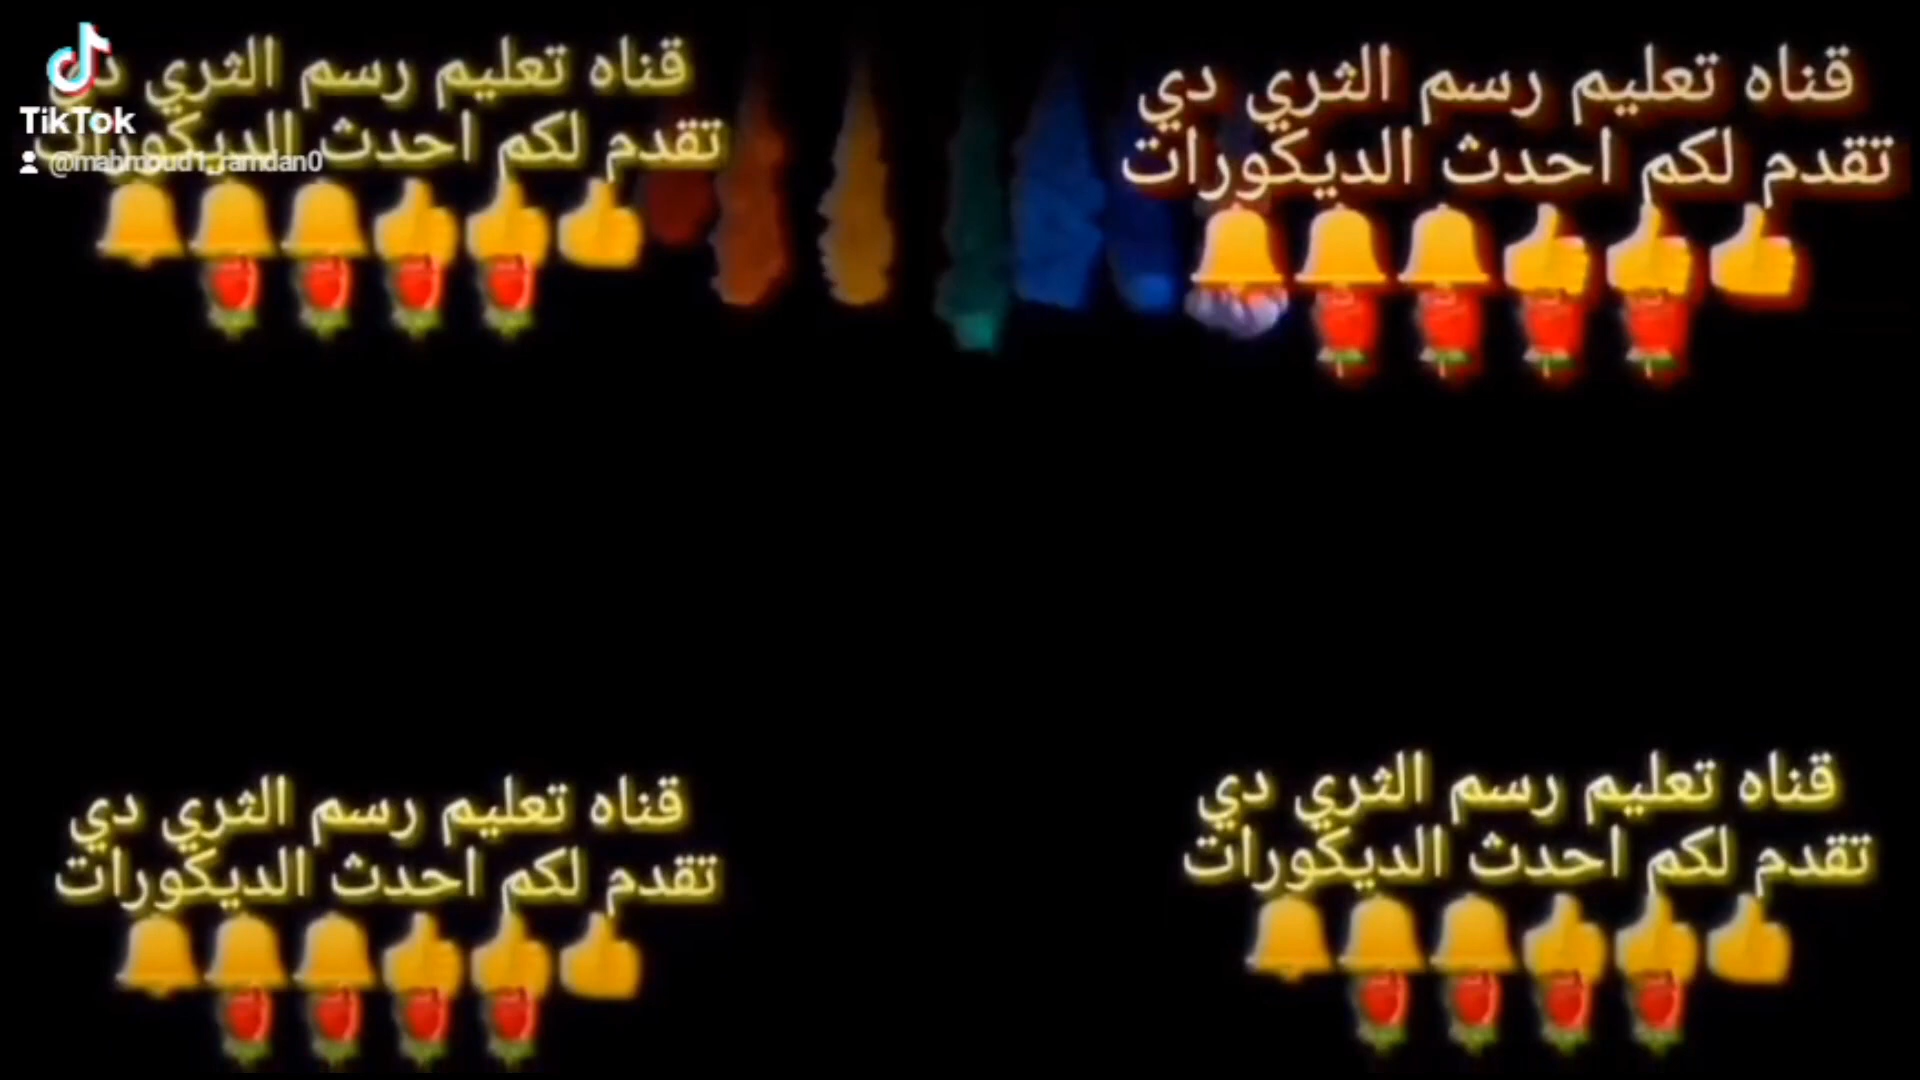 TikTok
@mahmoud1_ramdan0
قناه تعليم رسم الثري دي
تقدم لكم احدث الديكورات
قناه تعليم رسم الثري دي
تقدم لكم احدث الديكورات
قناه تعليم رسم الثري دي
تقدم لكم احدث الديكورات
قناه تعليم رسم الثري دي
تقدم لكم احدث الديكورات